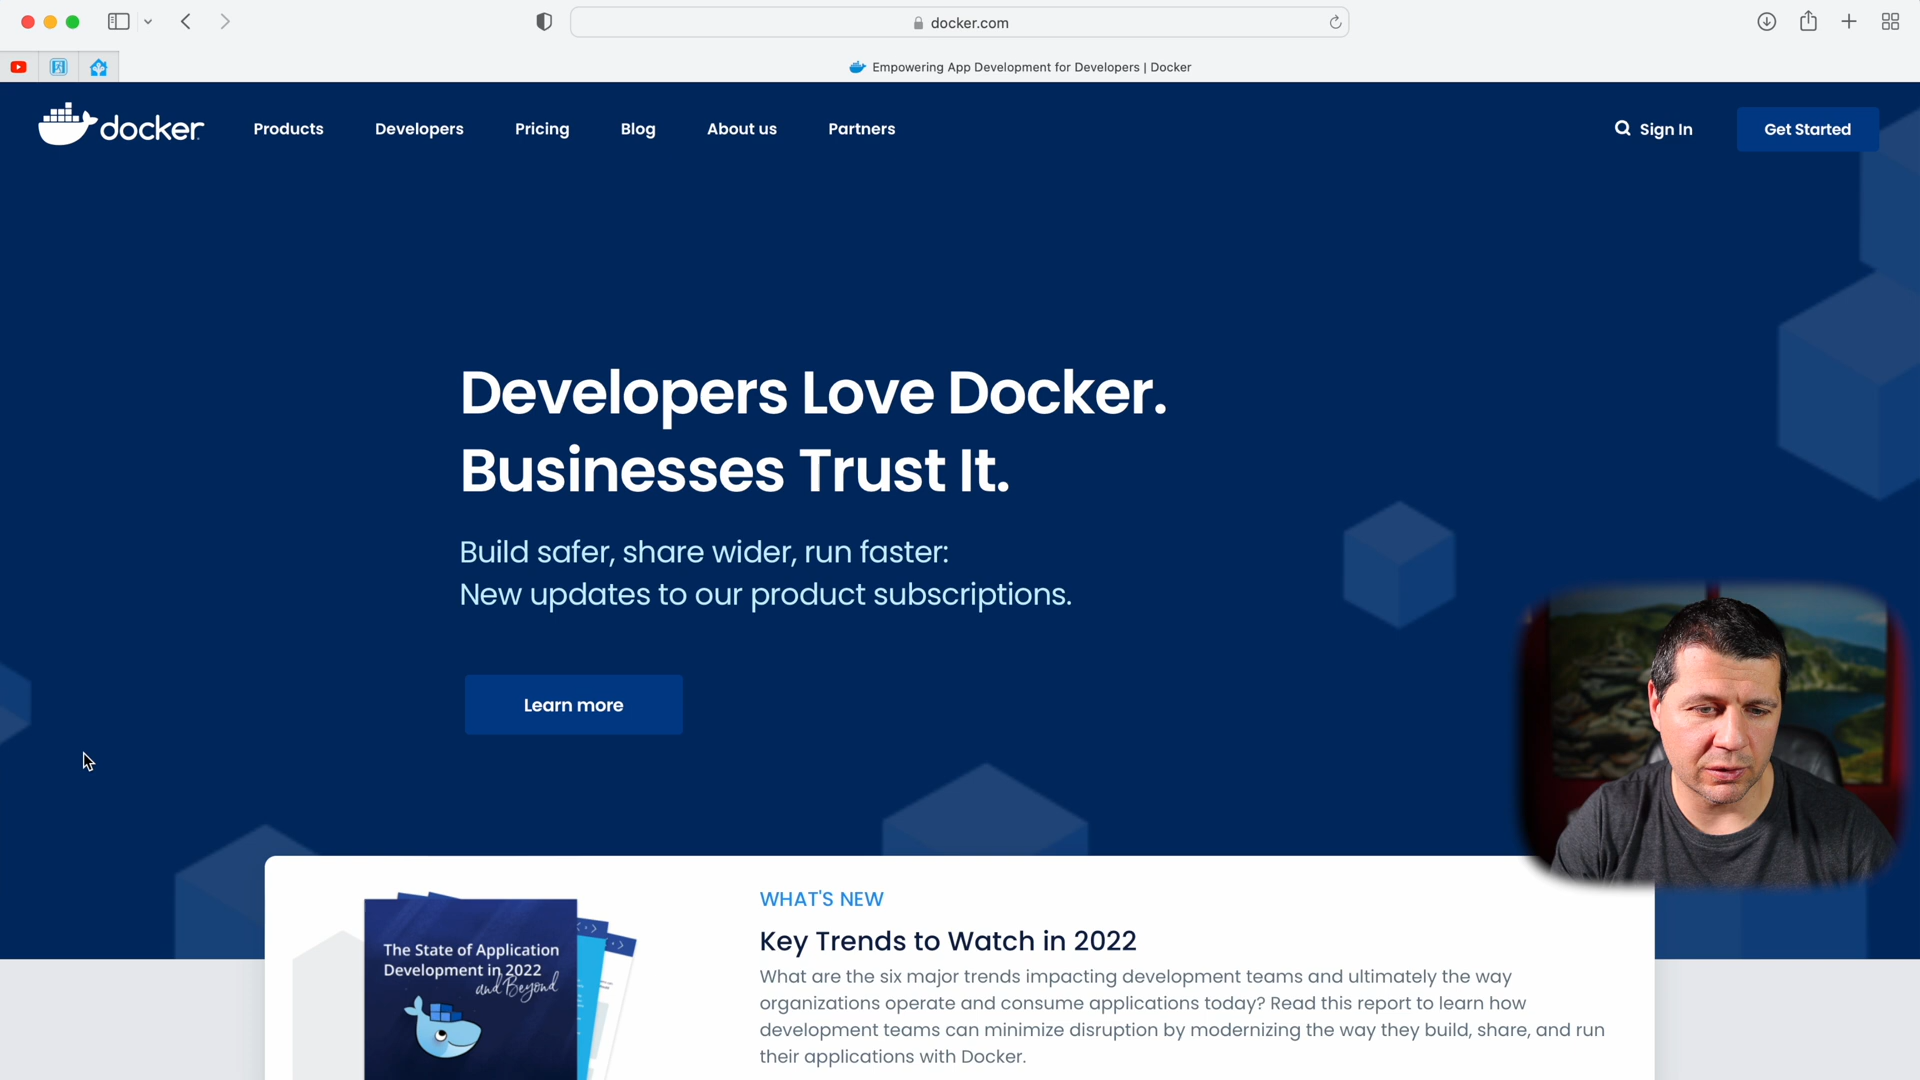 docker.com
Empowering App Development for Developers | Docker
docker
Products
Developers
Pricing
Blog
About us
Partners
Sign In
Get Started
Developers Love Docker.
Businesses Trust It.
Build safer, share wider, run faster:
New updates to our product subscriptions.
Learn more
The State of Application
Development in 2022
and Beyond
WHAT'S NEW
Key Trends to Watch in 2022
What are the six major trends impacting development teams and ultimately the way
organizations operate and consume applications today? Read this report to learn how
development teams can minimize disruption by modernizing the way they build, share, and run
their applications with Docker.